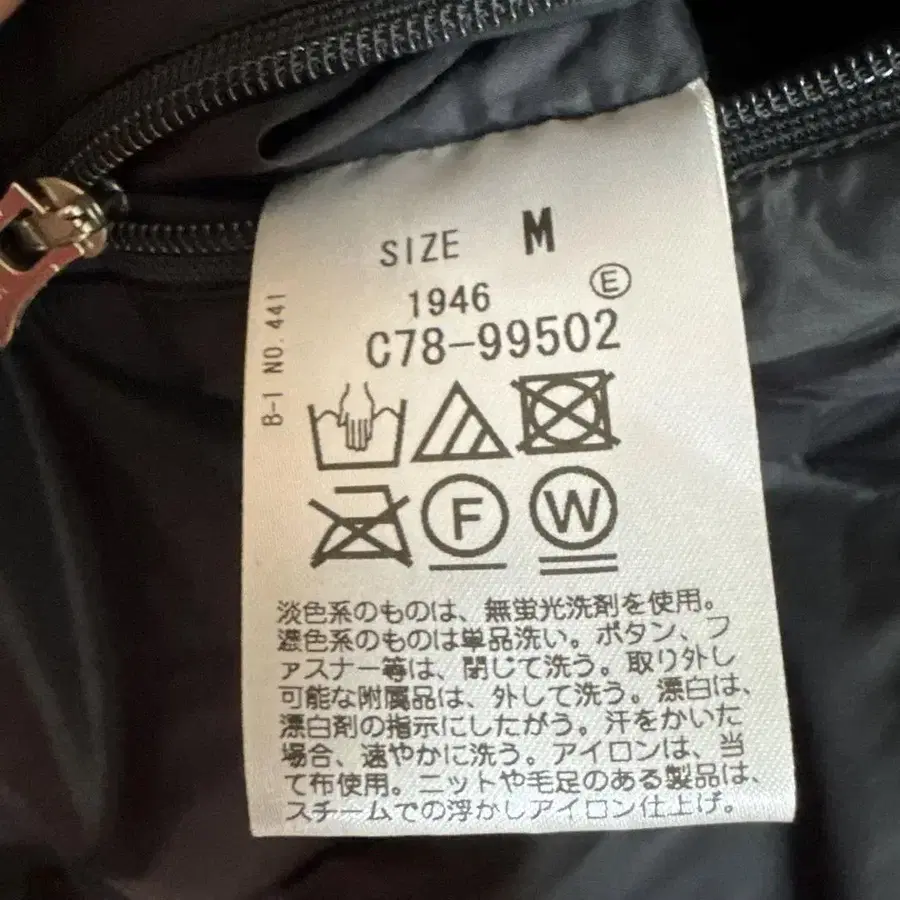 SIZE M
1946 E
C78-99502
B-1 NO.441
F W
淡色系のものは、無蛍光洗剤を使用。
濃色系のものは単品洗い。ボタン、フ
ァスナー等は、閉じて洗う。取り外し
可能な附属品は、外して洗う。漂白は、
漂白剤の指示にしたがう。汗をかいた
場合、速やかに洗う。アイロンは、当
て布使用。ニットや毛足のある製品は、
スチームでの浮かしアイロン仕上げ。